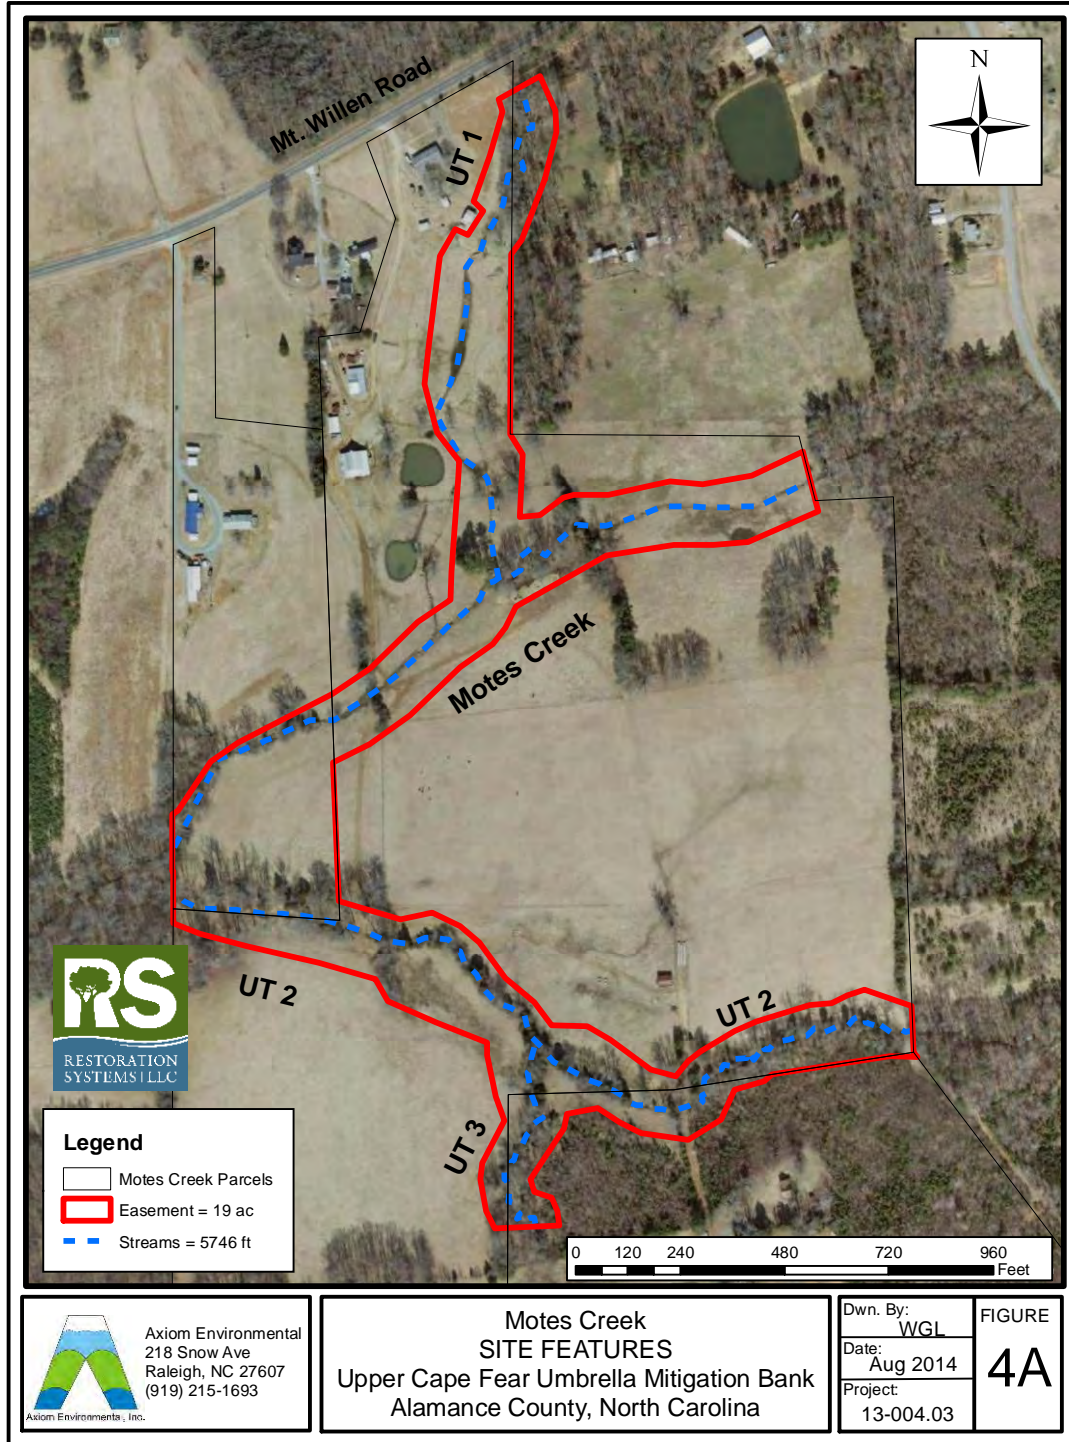 Mt. Willen Road
N
UT 1
Motes Creek
UT 2
UT 2
UT 3
RS
RESTORATION
SYSTEMS | LLC
Legend
Motes Creek Parcels
Easement = 19 ac
Streams = 5746 ft
0 120 240 480 720 960
Feet
Axiom Environmental
218 Snow Ave
Raleigh, NC 27607
(919) 215-1693
Axiom Environmental, Inc.
Motes Creek
SITE FEATURES
Upper Cape Fear Umbrella Mitigation Bank
Alamance County, North Carolina
Dwn. By:
WGL
Date:
Aug 2014
Project:
13-004.03
FIGURE
4A